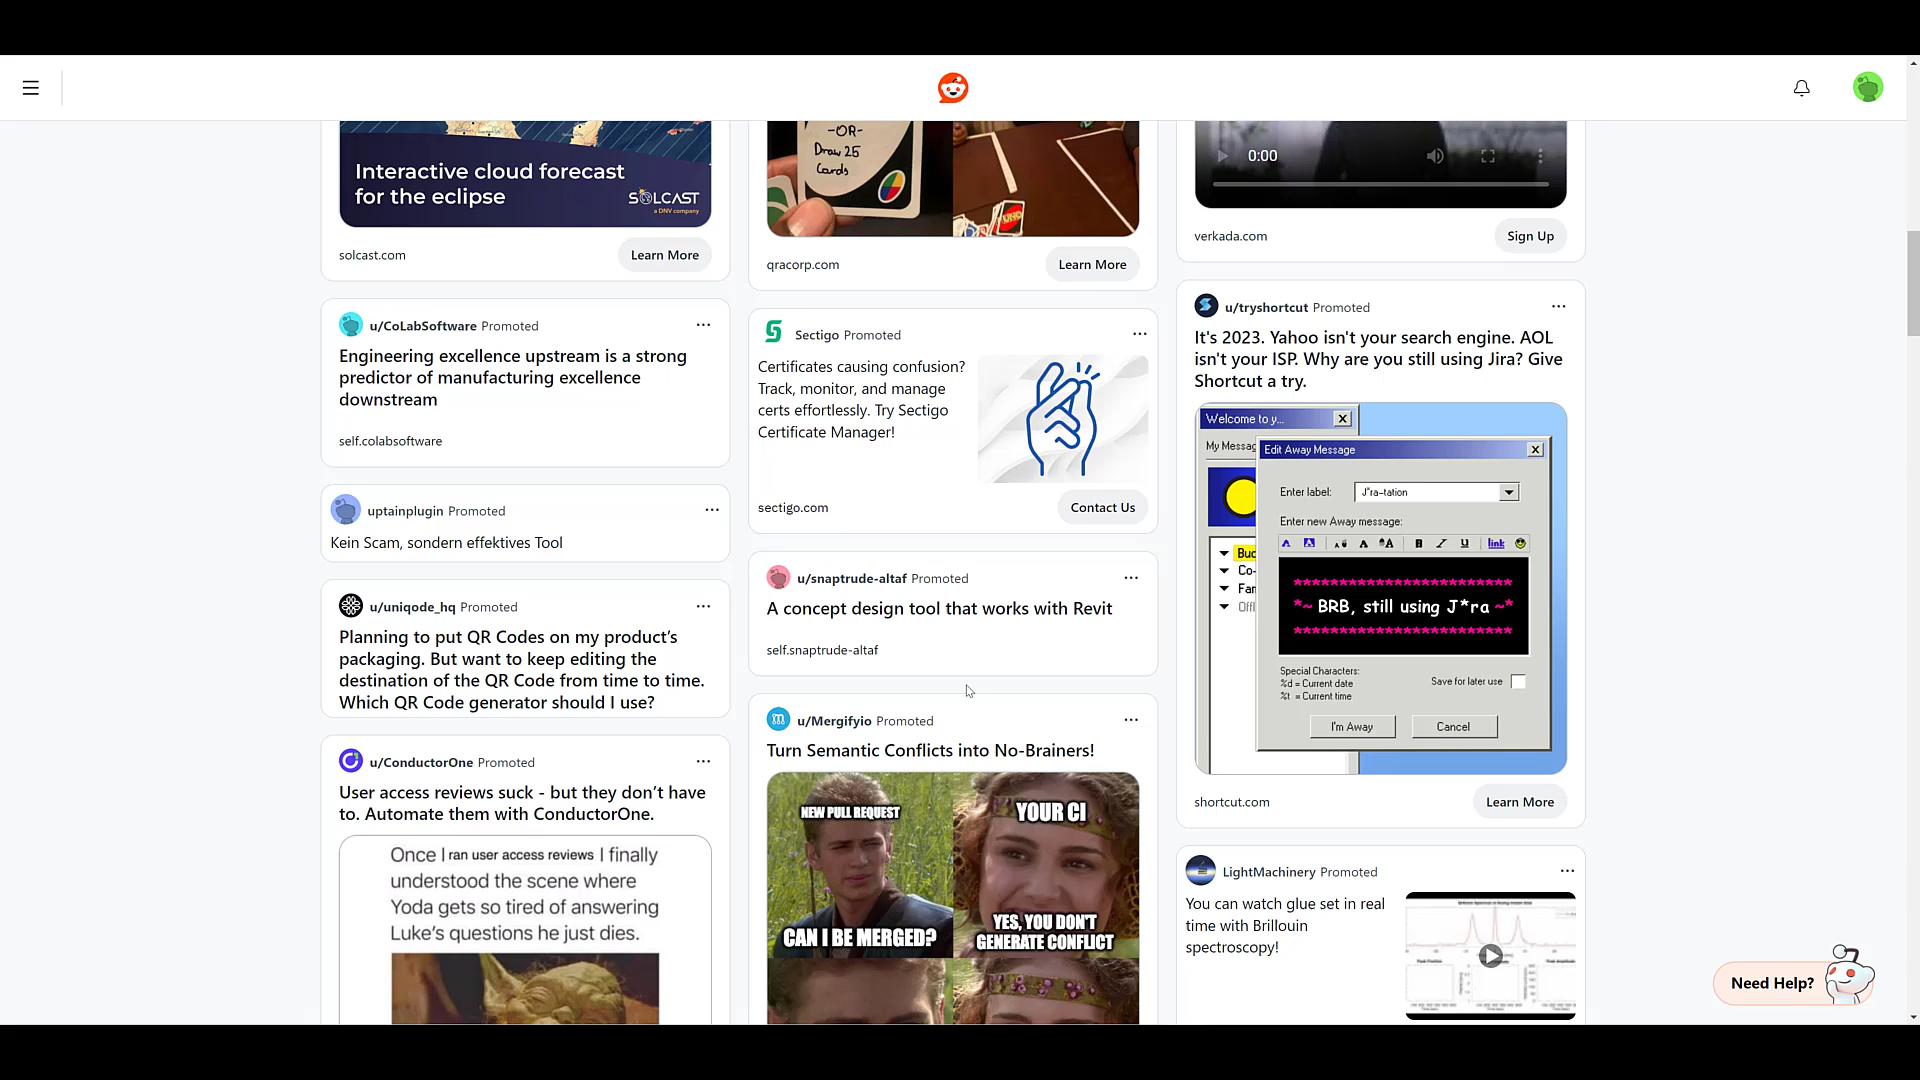 Interactive cloud forecast
for the eclipse
SOLCAST
a DNV company
solcast.com
Learn More
u/CoLabSoftware Promoted
Engineering excellence upstream is a strong
predictor of manufacturing excellence
downstream
self.colabsoftware
uptainplugin Promoted
Kein Scam, sondern effektives Tool
u/uniqode_hq Promoted
Planning to put QR Codes on my product's
packaging. But want to keep editing the
destination of the QR Code from time to time.
Which QR Code generator should I use?
u/ConductorOne Promoted
User access reviews suck - but they don't have
to. Automate them with ConductorOne.
Once I ran user access reviews I finally
understood the scene where
Yoda gets so tired of answering
Luke's questions he just dies.
-OR-
Draw 25
Cards
UNO
qracorp.com
Learn More
Sectigo Promoted
Certificates causing confusion?
Track, monitor, and manage
certs effortlessly. Try Sectigo
Certificate Manager!
sectigo.com
Contact Us
u/snaptrude-altaf Promoted
A concept design tool that works with Revit
self.snaptrude-altaf
u/Mergifyio Promoted
Turn Semantic Conflicts into No-Brainers!
NEW PULL REQUEST
CAN I BE MERGED?
YOUR CI
YES, YOU DON'T
GENERATE CONFLICT
0:00
verkada.com
Sign Up
u/tryshortcut Promoted
It's 2023. Yahoo isn't your search engine. AOL
isn't your ISP. Why are you still using Jira? Give
Shortcut a try.
Welcome to y...
My Messag
Edit Away Message
Enter label:
J*ra-tation
Enter new Away message:
A A A A A B I U link
Buc
Co-
Fam
Offl
***********************
*~ BRB, still using J*ra ~*
***********************
Special Characters:
%d = Current date
%t = Current time
Save for later use
I'm Away
Cancel
shortcut.com
Learn More
LightMachinery Promoted
You can watch glue set in real
time with Brillouin
spectroscopy!
Need Help?